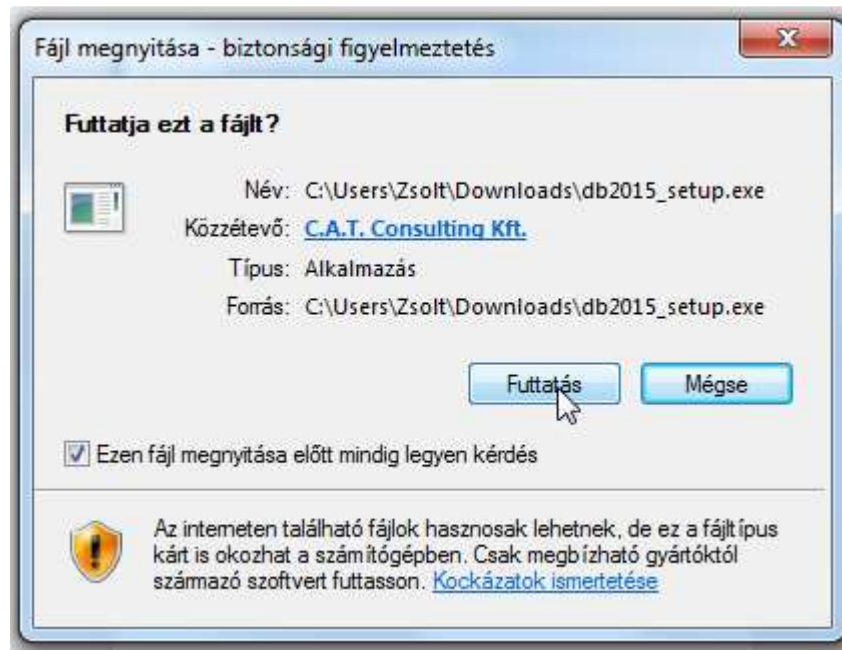 Fájl megnyitása - biztonsági figyelmeztetés
Futtatja ezt a fájlt?
Név: C:\Users\Zsolt\Downloads\db2015_setup.exe
Közzétevő: C.A.T. Consulting Kft.
Típus: Alkalmazás
Forrás: C:\Users\Zsolt\Downloads\db2015_setup.exe
Futtatás Mégse
Ezen fájl megnyitása előtt mindig legyen kérdés
Az interneten található fájlok hasznosak lehetnek, de ez a fájltípus
kárt is okozhat a számítógépben. Csak megbízható gyártóktól
származó szoftvert futtasson. Kockázatok ismertetése